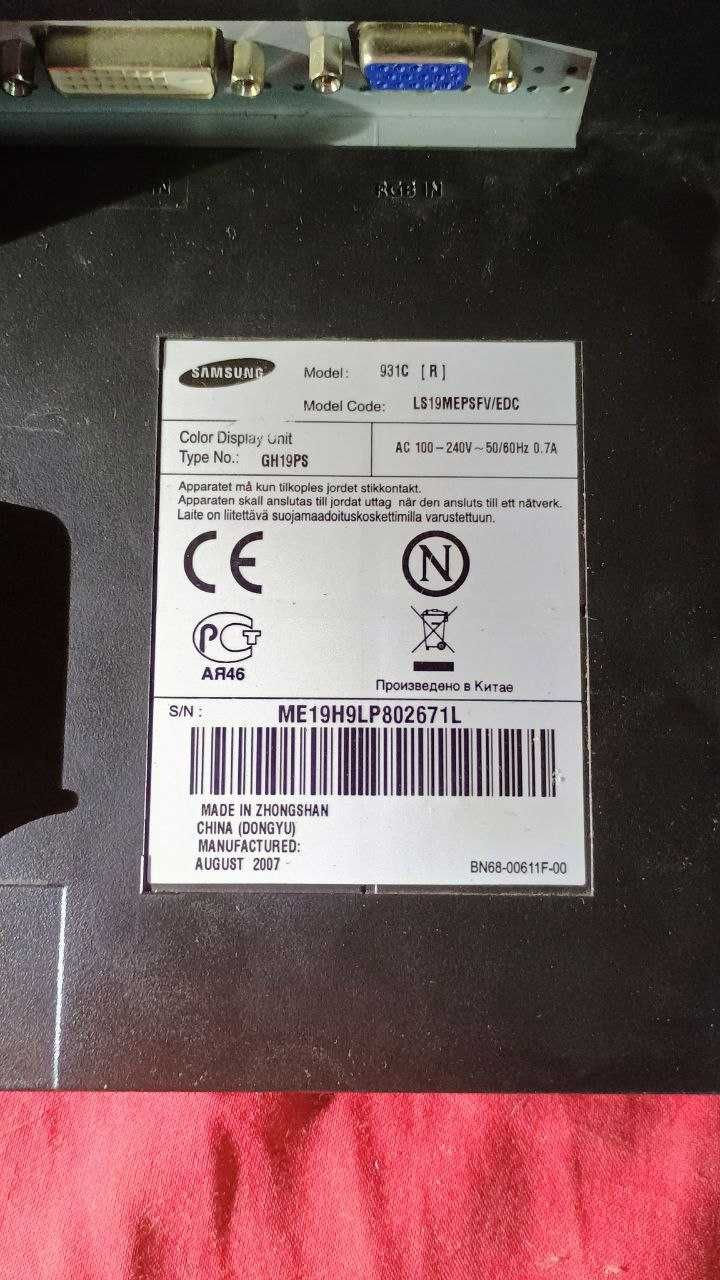 RGB IN
SAMSUNG
Model: 931C [R]
Model Code: LS19MEPSFV/EDC
Color Display Unit
Type No.: GH19PS
AC 100-240V~50/60Hz 0.7A
Apparatet må kun tilkoples jordet stikkontakt.
Apparaten skall anslutas till jordat uttag när den ansluts till ett nätverk.
Laite on liitettävä suojamaadoituskoskettimilla varustettuun.
CE
N
РСТ
АЯ46
Произведено в Китае
S/N : ME19H9LP802671L
MADE IN ZHONGSHAN
CHINA (DONGYU)
MANUFACTURED:
AUGUST 2007
BN68-00611F-00